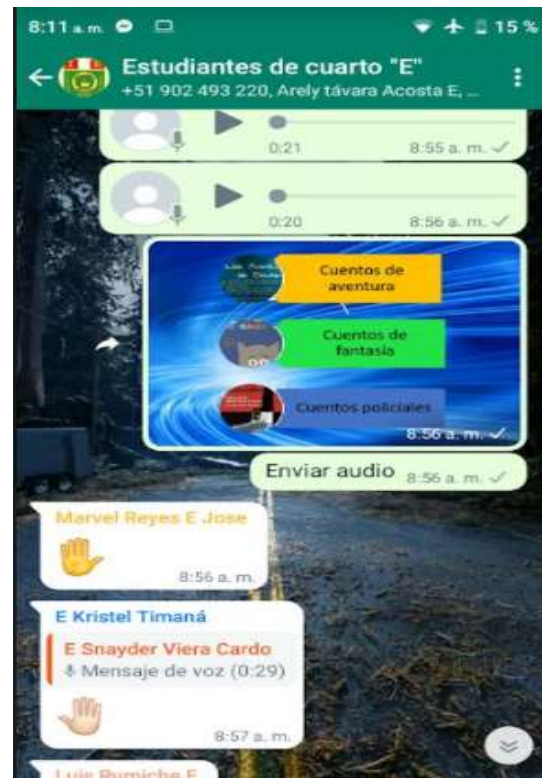 8:11 a.m.
15 %
Estudiantes de cuarto "E"
+51 902 493 220, Arely távara Acosta E, ...
0:21
8:55 a. m.
0:20
8:56 a. m.
Cuentos de
aventura
Cuentos de
fantasía
Cuentos policiales
8:56 a. m.
Enviar audio
8:56 a. m.
Marvel Reyes E Jose
8:56 a. m.
E Kristel Timaná
E Snayder Viera Cardo
Mensaje de voz (0:29)
8:57 a. m.
Luis Rumiche E